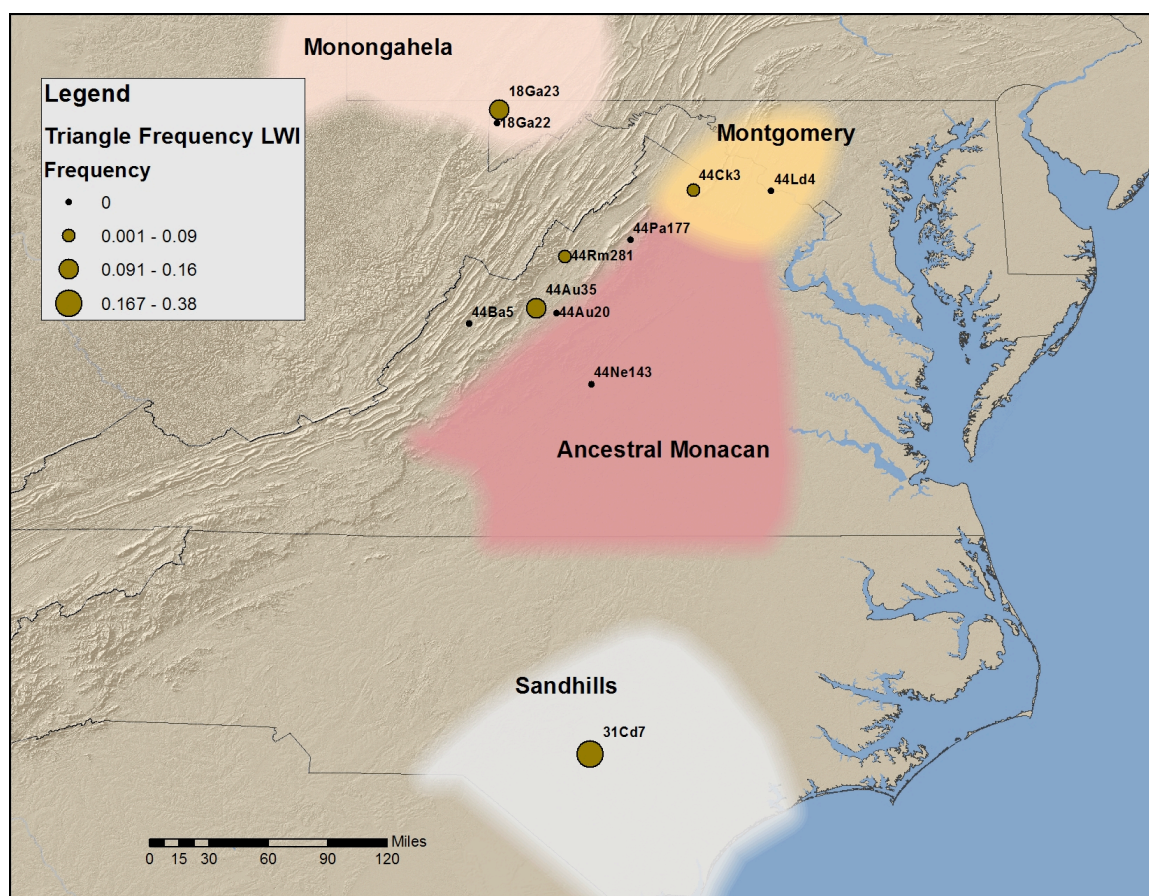 Monongahela
Legend
Triangle Frequency LWI
Frequency
0
0.001 - 0.09
0.091 - 0.16
0.167 - 0.38
18Ga23
18Ga22
Montgomery
44Ck3
44Ld4
44Pa177
44Rm281
44Au35
44Au20
44Ba5
44Ne143
Ancestral Monacan
Sandhills
31Cd7
Miles
0 15 30 60 90 120